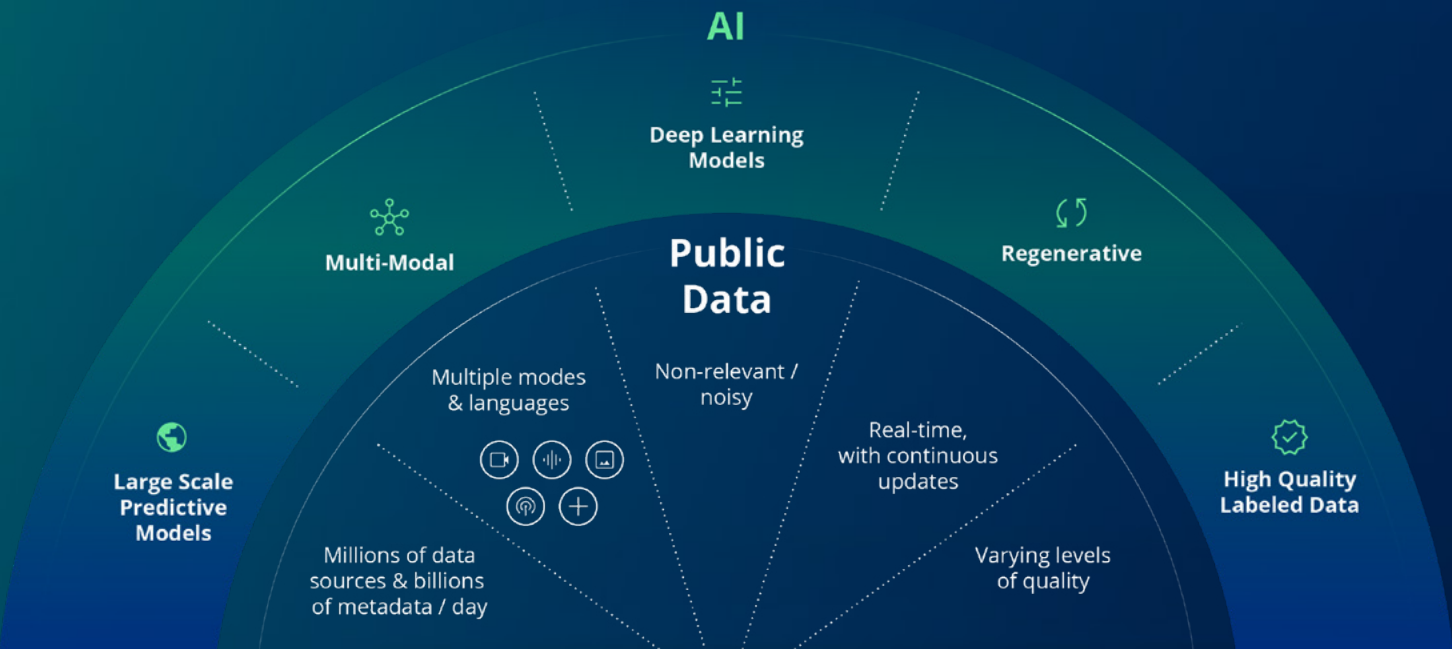 AI
Deep Learning
Models
Multi-Modal
Regenerative
Large Scale
Predictive
Models
High Quality
Labeled Data
Public
Data
Multiple modes
& languages
Non-relevant /
noisy
Real-time,
with continuous
updates
Millions of data
sources & billions
of metadata / day
Varying levels
of quality